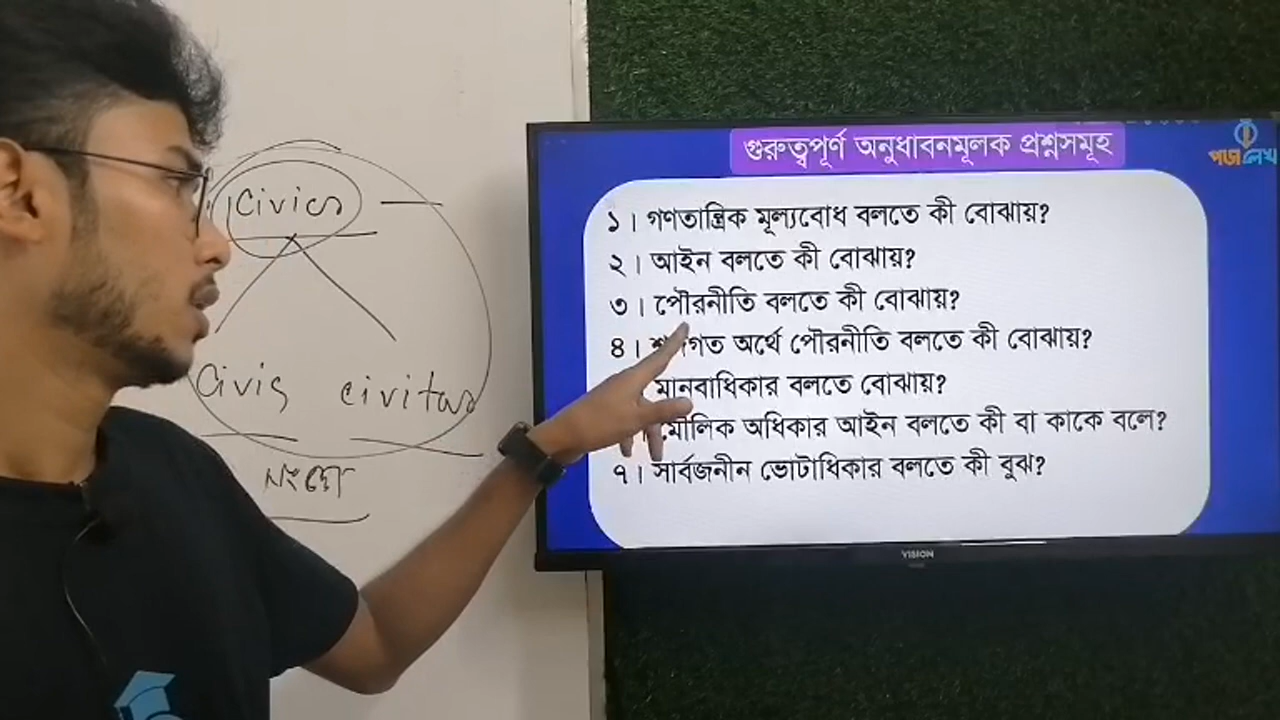 Civics
Civis civitas
গুরুত্বপূর্ণ অনুধাবনমূলক প্রশ্নসমূহ
পড়ালেখা
১। গণতান্ত্রিক মূল্যবোধ বলতে কী বোঝায়?
২। আইন বলতে কী বোঝায়?
৩। পৌরনীতি বলতে কী বোঝায়?
৪। অর্থে পৌরনীতি বলতে কী বোঝায়?
মানবাধিকার বলতে বোঝায়?
মৌলিক অধিকার আইন বলতে কী বা কাকে বলে?
৭। সার্বজনীন ভোটাধিকার বলতে কী বুঝ?
VISION